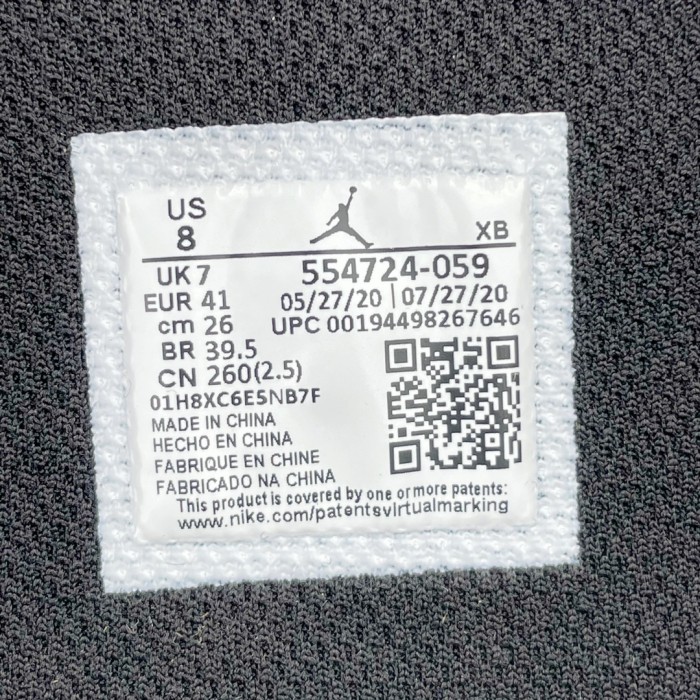 US
8
XB
UK 7
554724-059
EUR 41
05/27/20 | 07/27/20
cm 26
UPC 00194498267646
BR 39.5
CN 260(2.5)
01H8XC6E5NB7F
MADE IN CHINA
HECHO EN CHINA
FABRIQUE EN CHINE
FABRICADO NA CHINA
This product is covered by one or more patents:
www.nike.com/patentsvirtualmarking